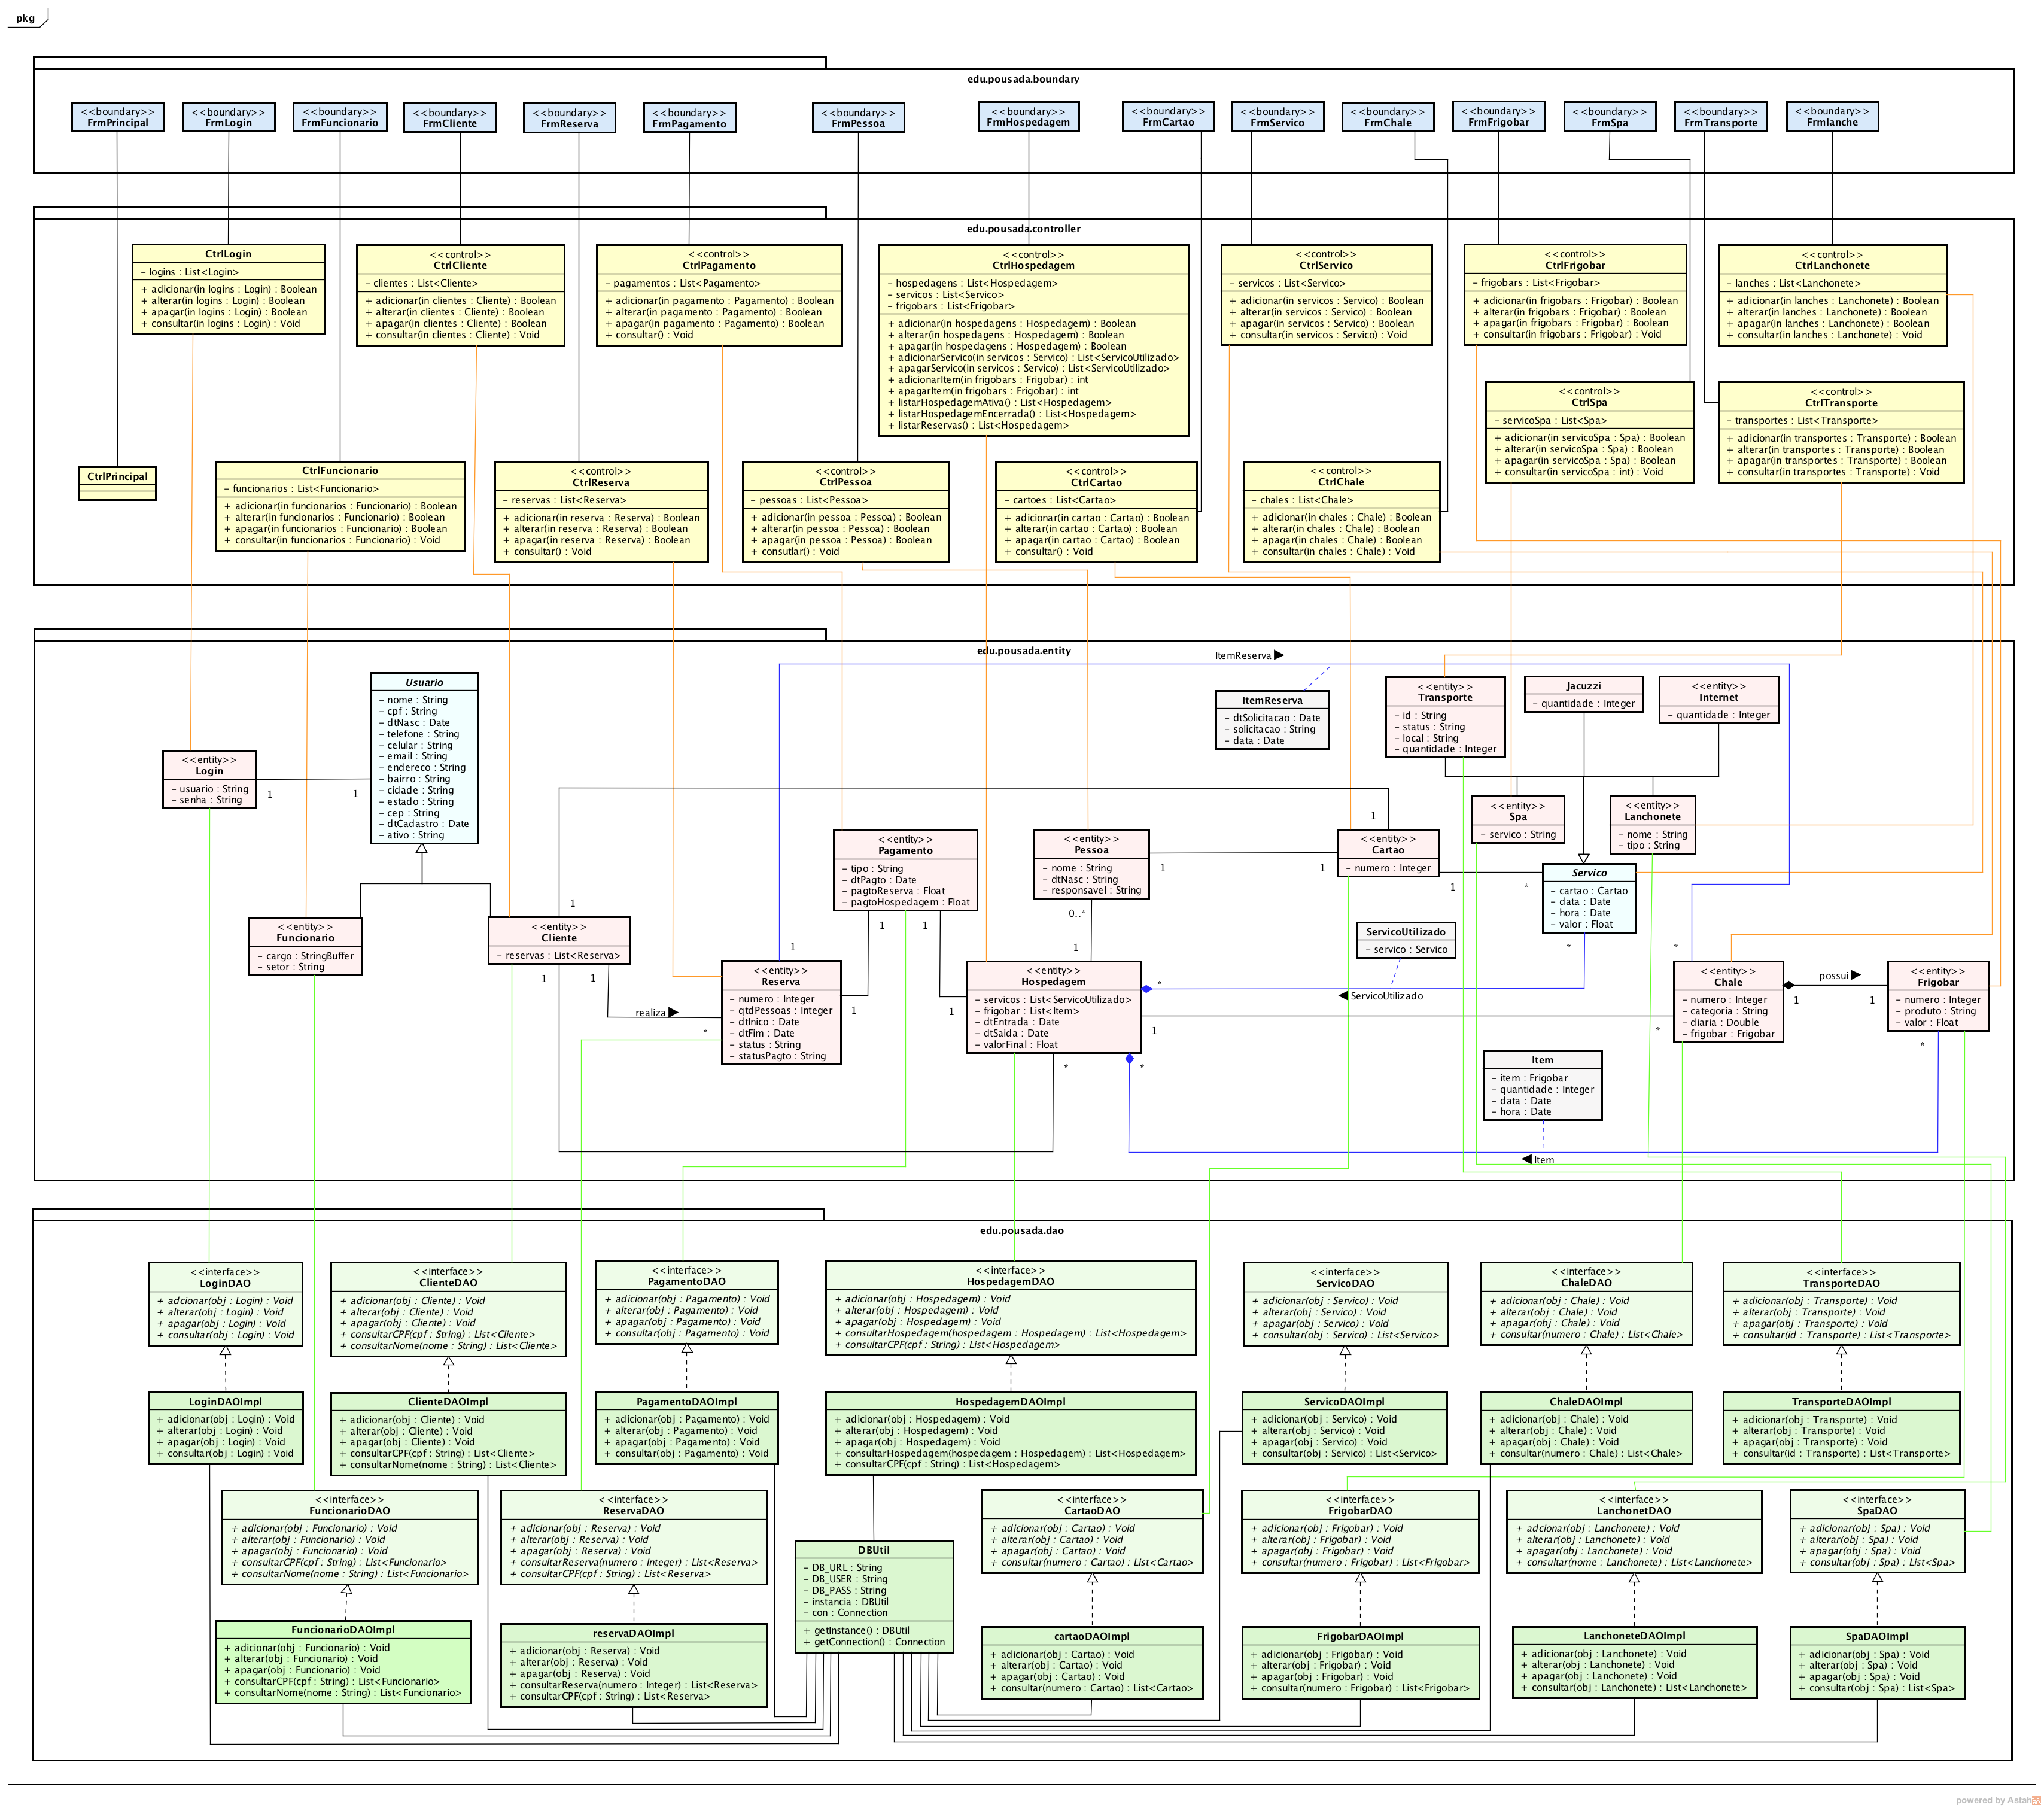 pkg
edu.pousada.boundary
<<boundary>>
FrmPrincipal
<<boundary>>
FrmLogin
<<boundary>>
FrmFuncionario
<<boundary>>
FrmCliente
<<boundary>>
FrmReserva
<<boundary>>
FrmPagamento
<<boundary>>
FrmPessoa
<<boundary>>
FrmHospedagem
<<boundary>>
FrmCartao
<<boundary>>
FrmServico
<<boundary>>
FrmChale
<<boundary>>
FrmFrigobar
<<boundary>>
FrmSpa
<<boundary>>
FrmTransporte
<<boundary>>
Frmlanche
edu.pousada.controller
CtrlLogin
- logins : List<Login>
+ adicionar(in logins : Login) : Boolean
+ alterar(in logins : Login) : Boolean
+ apagar(in logins : Login) : Boolean
+ consultar(in logins : Login) : Void
<<control>>
CtrlCliente
- clientes : List<Cliente>
+ adicionar(in clientes : Cliente) : Boolean
+ alterar(in clientes : Cliente) : Boolean
+ apagar(in clientes : Cliente) : Boolean
+ consultar(in clientes : Cliente) : Void
<<control>>
CtrlPagamento
- pagamentos : List<Pagamento>
+ adicionar(in pagamento : Pagamento) : Boolean
+ alterar(in pagamento : Pagamento) : Boolean
+ apagar(in pagamento : Pagamento) : Boolean
+ consultar() : Void
<<control>>
CtrlHospedagem
- hospedagens : List<Hospedagem>
- servicos : List<Servico>
- frigobars : List<Frigobar>
+ adicionar(in hospedagens : Hospedagem) : Boolean
+ alterar(in hospedagens : Hospedagem) : Boolean
+ apagar(in hospedagens : Hospedagem) : Boolean
+ adicionarServico(in servicos : Servico) : List<ServicoUtilizado>
+ apagarServico(in servicos : Servico) : List<ServicoUtilizado>
+ adicionarItem(in frigobars : Frigobar) : int
+ apagarItem(in frigobars : Frigobar) : int
+ listarHospedagemAtiva() : List<Hospedagem>
+ listarHospedagemEncerrada() : List<Hospedagem>
+ listarReservas() : List<Hospedagem>
<<control>>
CtrlServico
- servicos : List<Servico>
+ adicionar(in servicos : Servico) : Boolean
+ alterar(in servicos : Servico) : Boolean
+ apagar(in servicos : Servico) : Boolean
+ consultar(in servicos : Servico) : Void
<<control>>
CtrlFrigobar
- frigobars : List<Frigobar>
+ adicionar(in frigobars : Frigobar) : Boolean
+ alterar(in frigobars : Frigobar) : Boolean
+ apagar(in frigobars : Frigobar) : Boolean
+ consultar(in frigobars : Frigobar) : Void
<<control>>
CtrlLanchonete
- lanches : List<Lanchonete>
+ adicionar(in lanches : Lanchonete) : Boolean
+ alterar(in lanches : Lanchonete) : Boolean
+ apagar(in lanches : Lanchonete) : Boolean
+ consultar(in lanches : Lanchonete) : Void
<<control>>
CtrlSpa
- servicoSpa : List<Spa>
+ adicionar(in servicoSpa : Spa) : Boolean
+ alterar(in servicoSpa : Spa) : Boolean
+ apagar(in servicoSpa : Spa) : Boolean
+ consultar(in servicoSpa : int) : Void
<<control>>
CtrlTransporte
- transportes : List<Transporte>
+ adicionar(in transportes : Transporte) : Boolean
+ alterar(in transportes : Transporte) : Boolean
+ apagar(in transportes : Transporte) : Boolean
+ consultar(in transportes : Transporte) : Void
CtrlPrincipal
CtrlFuncionario
- funcionarios : List<Funcionario>
+ adicionar(in funcionarios : Funcionario) : Boolean
+ alterar(in funcionarios : Funcionario) : Boolean
+ apagar(in funcionarios : Funcionario) : Boolean
+ consultar(in funcionarios : Funcionario) : Void
<<control>>
CtrlReserva
- reservas : List<Reserva>
+ adicionar(in reserva : Reserva) : Boolean
+ alterar(in reserva : Reserva) : Boolean
+ apagar(in reserva : Reserva) : Boolean
+ consultar() : Void
<<control>>
CtrlPessoa
- pessoas : List<Pessoa>
+ adicionar(in pessoa : Pessoa) : Boolean
+ alterar(in pessoa : Pessoa) : Boolean
+ apagar(in pessoa : Pessoa) : Boolean
+ consutlar() : Void
<<control>>
CtrlCartao
- cartoes : List<Cartao>
+ adicionar(in cartao : Cartao) : Boolean
+ alterar(in cartao : Cartao) : Boolean
+ apagar(in cartao : Cartao) : Boolean
+ consultar() : Void
<<control>>
CtrlChale
- chales : List<Chale>
+ adicionar(in chales : Chale) : Boolean
+ alterar(in chales : Chale) : Boolean
+ apagar(in chales : Chale) : Boolean
+ consultar(in chales : Chale) : Void
edu.pousada.entity
ItemReserva
Usuario
- nome : String
- cpf : String
- dtNasc : Date
- telefone : String
- celular : String
- email : String
- endereco : String
- bairro : String
- cidade : String
- estado : String
- cep : String
- dtCadastro : Date
- ativo : String
ItemReserva
- dtSolicitacao : Date
- solicitacao : String
- data : Date
<<entity>>
Transporte
- id : String
- status : String
- local : String
- quantidade : Integer
Jacuzzi
- quantidade : Integer
<<entity>>
Internet
- quantidade : Integer
<<entity>>
Login
- usuario : String
- senha : String
1
1
<<entity>>
Spa
- servico : String
<<entity>>
Lanchonete
- nome : String
- tipo : String
<<entity>>
Pagamento
- tipo : String
- dtPagto : Date
- pagtoReserva : Float
- pagtoHospedagem : Float
<<entity>>
Pessoa
- nome : String
- dtNasc : String
- responsavel : String
1
<<entity>>
Cartao
- numero : Integer
1
1
1
*
Servico
- cartao : Cartao
- data : Date
- hora : Date
- valor : Float
<<entity>>
Funcionario
- cargo : StringBuffer
- setor : String
1
<<entity>>
Cliente
- reservas : List<Reserva>
1
1
1
1
0..*
1
1
ServicoUtilizado
- servico : Servico
*
*
<<entity>>
Reserva
- numero : Integer
- qtdPessoas : Integer
- dtInico : Date
- dtFim : Date
- status : String
- statusPagto : String
realiza
*
1
1
<<entity>>
Hospedagem
- servicos : List<ServicoUtilizado>
- frigobar : List<Item>
- dtEntrada : Date
- dtSaida : Date
- valorFinal : Float
*
ServicoUtilizado
1
*
<<entity>>
Chale
- numero : Integer
- categoria : String
- diaria : Double
- frigobar : Frigobar
possui
1
1
<<entity>>
Frigobar
- numero : Integer
- produto : String
- valor : Float
*
*
*
Item
- item : Frigobar
- quantidade : Integer
- data : Date
- hora : Date
Item
edu.pousada.dao
<<interface>>
LoginDAO
+ adcionar(obj : Login) : Void
+ alterar(obj : Login) : Void
+ apagar(obj : Login) : Void
+ consultar(obj : Login) : Void
<<interface>>
ClienteDAO
+ adicionar(obj : Cliente) : Void
+ alterar(obj : Cliente) : Void
+ apagar(obj : Cliente) : Void
+ consultarCPF(cpf : String) : List<Cliente>
+ consultarNome(nome : String) : List<Cliente>
<<interface>>
PagamentoDAO
+ adicionar(obj : Pagamento) : Void
+ alterar(obj : Pagamento) : Void
+ apagar(obj : Pagamento) : Void
+ consultar(obj : Pagamento) : Void
<<interface>>
HospedagemDAO
+ adicionar(obj : Hospedagem) : Void
+ alterar(obj : Hospedagem) : Void
+ apagar(obj : Hospedagem) : Void
+ consultarHospedagem(hospedagem : Hospedagem) : List<Hospedagem>
+ consultarCPF(cpf : String) : List<Hospedagem>
<<interface>>
ServicoDAO
+ adicionar(obj : Servico) : Void
+ alterar(obj : Servico) : Void
+ apagar(obj : Servico) : Void
+ consultar(obj : Servico) : List<Servico>
<<interface>>
ChaleDAO
+ adicionar(obj : Chale) : Void
+ alterar(obj : Chale) : Void
+ apagar(obj : Chale) : Void
+ consultar(numero : Chale) : List<Chale>
<<interface>>
TransporteDAO
+ adicionar(obj : Transporte) : Void
+ alterar(obj : Transporte) : Void
+ apagar(obj : Transporte) : Void
+ consultar(id : Transporte) : List<Transporte>
LoginDAOImpl
+ adicionar(obj : Login) : Void
+ alterar(obj : Login) : Void
+ apagar(obj : Login) : Void
+ consultar(obj : Login) : Void
ClienteDAOImpl
+ adicionar(obj : Cliente) : Void
+ alterar(obj : Cliente) : Void
+ apagar(obj : Cliente) : Void
+ consultarCPF(cpf : String) : List<Cliente>
+ consultarNome(nome : String) : List<Cliente>
PagamentoDAOImpl
+ adicionar(obj : Pagamento) : Void
+ alterar(obj : Pagamento) : Void
+ apagar(obj : Pagamento) : Void
+ consultar(obj : Pagamento) : Void
HospedagemDAOImpl
+ adicionar(obj : Hospedagem) : Void
+ alterar(obj : Hospedagem) : Void
+ apagar(obj : Hospedagem) : Void
+ consultarHospedagem(hospedagem : Hospedagem) : List<Hospedagem>
+ consultarCPF(cpf : String) : List<Hospedagem>
ServicoDAOImpl
+ adicionar(obj : Servico) : Void
+ alterar(obj : Servico) : Void
+ apagar(obj : Servico) : Void
+ consultar(obj : Servico) : List<Servico>
ChaleDAOImpl
+ adicionar(obj : Chale) : Void
+ alterar(obj : Chale) : Void
+ apagar(obj : Chale) : Void
+ consultar(numero : Chale) : List<Chale>
TransporteDAOImpl
+ adicionar(obj : Transporte) : Void
+ alterar(obj : Transporte) : Void
+ apagar(obj : Transporte) : Void
+ consultar(id : Transporte) : List<Transporte>
<<interface>>
FuncionarioDAO
+ adicionar(obj : Funcionario) : Void
+ alterar(obj : Funcionario) : Void
+ apagar(obj : Funcionario) : Void
+ consultarCPF(cpf : String) : List<Funcionario>
+ consultarNome(nome : String) : List<Funcionario>
<<interface>>
ReservaDAO
+ adicionar(obj : Reserva) : Void
+ alterar(obj : Reserva) : Void
+ apagar(obj : Reserva) : Void
+ consultarReserva(numero : Integer) : List<Reserva>
+ consultarCPF(cpf : String) : List<Reserva>
DBUtil
- DB_URL : String
- DB_USER : String
- DB_PASS : String
- instancia : DBUtil
- con : Connection
+ getInstance() : DBUtil
+ getConnection() : Connection
<<interface>>
CartaoDAO
+ adicionar(obj : Cartao) : Void
+ alterar(obj : Cartao) : Void
+ apagar(obj : Cartao) : Void
+ consultar(numero : Cartao) : List<Cartao>
<<interface>>
FrigobarDAO
+ adicionar(obj : Frigobar) : Void
+ alterar(obj : Frigobar) : Void
+ apagar(obj : Frigobar) : Void
+ consultar(numero : Frigobar) : List<Frigobar>
<<interface>>
LanchonetDAO
+ adcionar(obj : Lanchonete) : Void
+ alterar(obj : Lanchonete) : Void
+ apagar(obj : Lanchonete) : Void
+ consultar(nome : Lanchonete) : List<Lanchonete>
<<interface>>
SpaDAO
+ adicionar(obj : Spa) : Void
+ alterar(obj : Spa) : Void
+ apagar(obj : Spa) : Void
+ consultar(obj : Spa) : List<Spa>
FuncionarioDAOImpl
+ adicionar(obj : Funcionario) : Void
+ alterar(obj : Funcionario) : Void
+ apagar(obj : Funcionario) : Void
+ consultarCPF(cpf : String) : List<Funcionario>
+ consultarNome(nome : String) : List<Funcionario>
reservaDAOImpl
+ adicionar(obj : Reserva) : Void
+ alterar(obj : Reserva) : Void
+ apagar(obj : Reserva) : Void
+ consultarReserva(numero : Integer) : List<Reserva>
+ consultarCPF(cpf : String) : List<Reserva>
cartaoDAOImpl
+ adicionar(obj : Cartao) : Void
+ alterar(obj : Cartao) : Void
+ apagar(obj : Cartao) : Void
+ consultar(numero : Cartao) : List<Cartao>
FrigobarDAOImpl
+ adicionar(obj : Frigobar) : Void
+ alterar(obj : Frigobar) : Void
+ apagar(obj : Frigobar) : Void
+ consultar(numero : Frigobar) : List<Frigobar>
LanchoneteDAOImpl
+ adicionar(obj : Lanchonete) : Void
+ alterar(obj : Lanchonete) : Void
+ apagar(obj : Lanchonete) : Void
+ consultar(obj : Lanchonete) : List<Lanchonete>
SpaDAOImpl
+ adicionar(obj : Spa) : Void
+ alterar(obj : Spa) : Void
+ apagar(obj : Spa) : Void
+ consultar(obj : Spa) : List<Spa>
powered by Astah